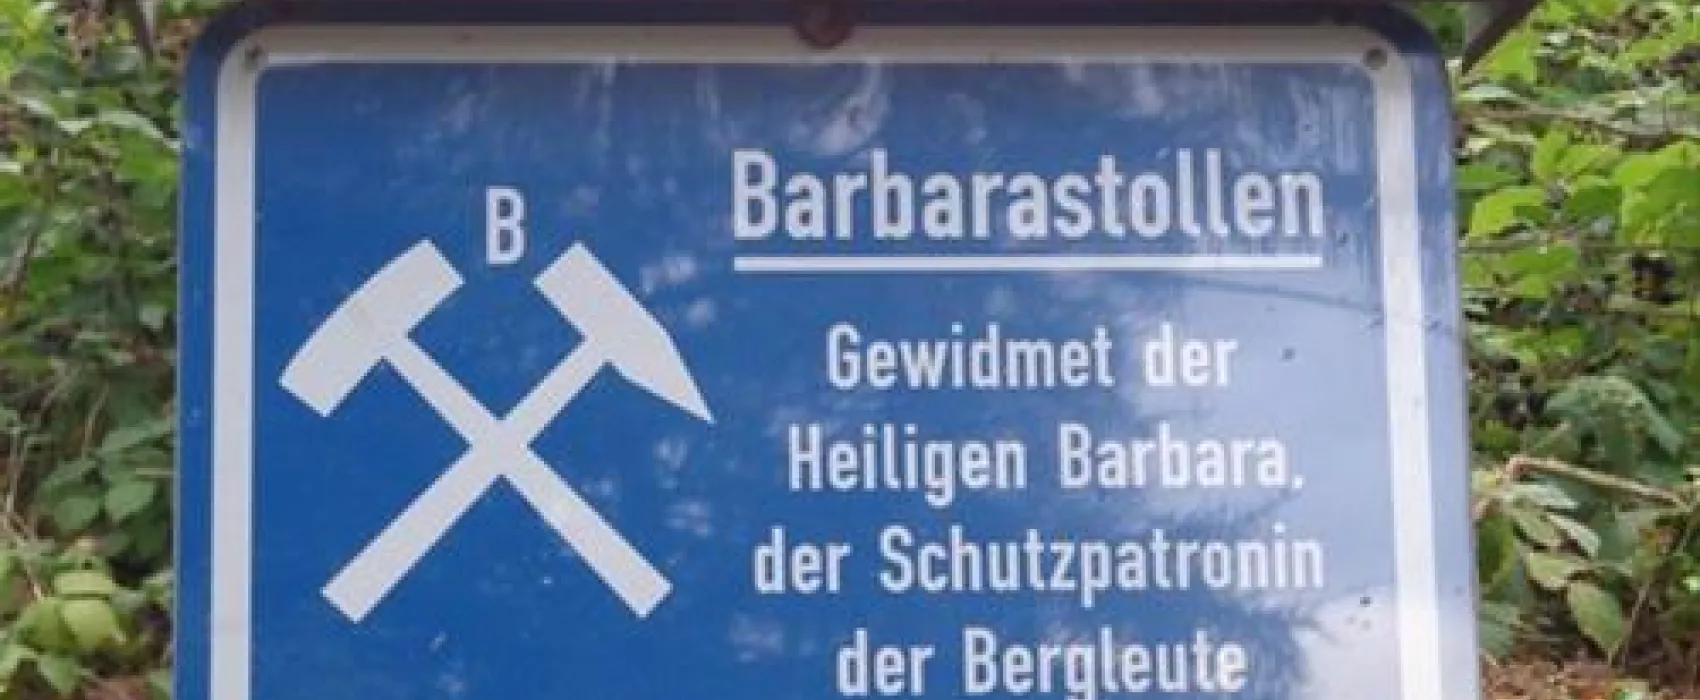 B
Barbarastollen
Gewidmet der
Heiligen Barbara,
der Schutzpatronin
der Bergleute